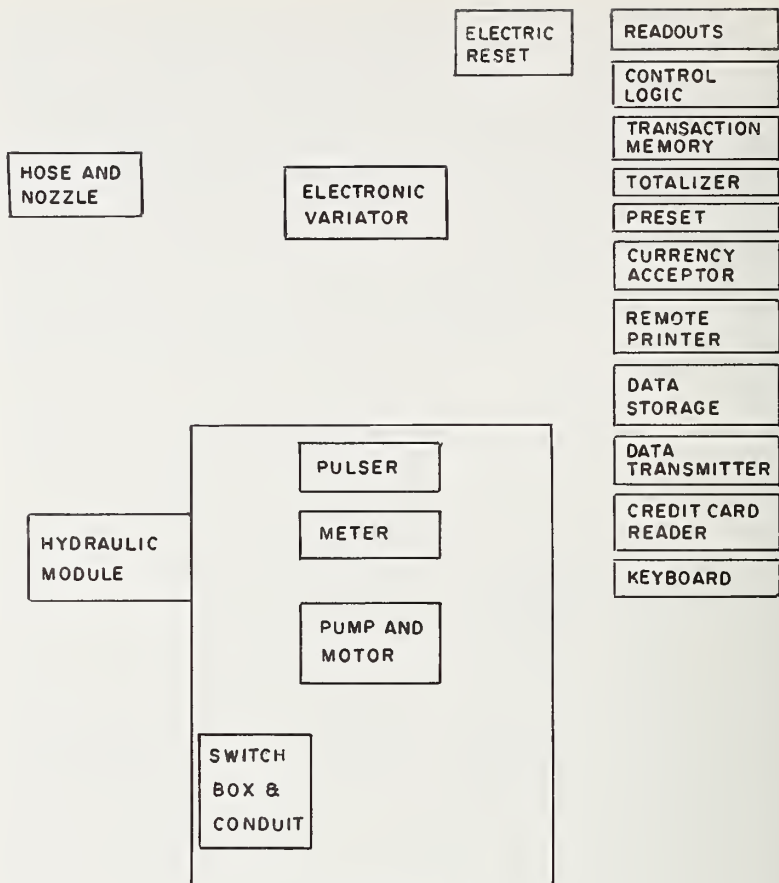 ELECTRIC
RESET
READOUTS
CONTROL
LOGIC
TRANSACTION
MEMORY
TOTALIZER
PRESET
CURRENCY
ACCEPTOR
REMOTE
PRINTER
DATA
STORAGE
DATA
TRANSMITTER
CREDIT CARD
READER
KEYBOARD
HOSE AND
NOZZLE
ELECTRONIC
VARIATOR
PULSER
METER
PUMP AND
MOTOR
HYDRAULIC
MODULE
SWITCH
BOX &
CONDUIT